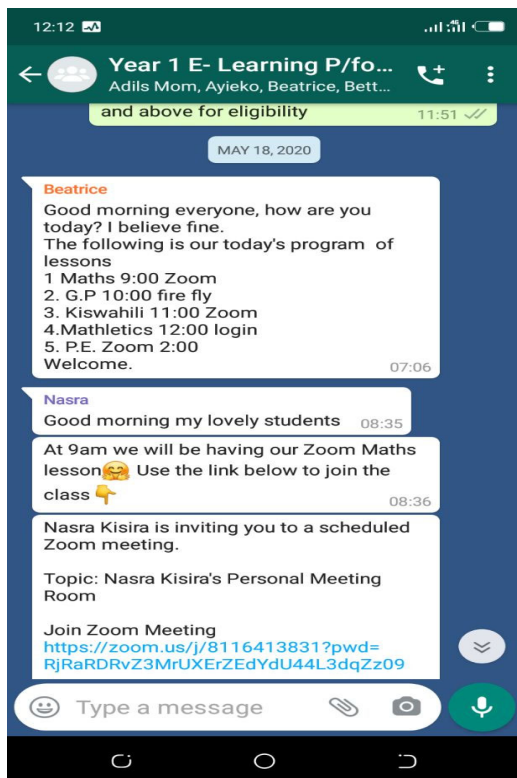 12:12
Year 1 E- Learning P/fo...
Adils Mom, Ayieko, Beatrice, Bett...
and above for eligibility
11:51
MAY 18, 2020
Beatrice
Good morning everyone, how are you
today? I believe fine.
The following is our today's program of
lessons
1 Maths 9:00 Zoom
2. G.P 10:00 fire fly
3. Kiswahili 11:00 Zoom
4.Mathletics 12:00 login
5. P.E. Zoom 2:00
Welcome.
07:06
Nasra
Good morning my lovely students
08:35
At 9am we will be having our Zoom Maths
lesson🤗 Use the link below to join the
class 👇
08:36
Nasra Kisira is inviting you to a scheduled
Zoom meeting.
Topic: Nasra Kisira's Personal Meeting
Room
Join Zoom Meeting
https://zoom.us/j/8116413831?pwd=
RjRaRDRvZ3MrUXErZEdYdU44L3dqZz09
Type a message